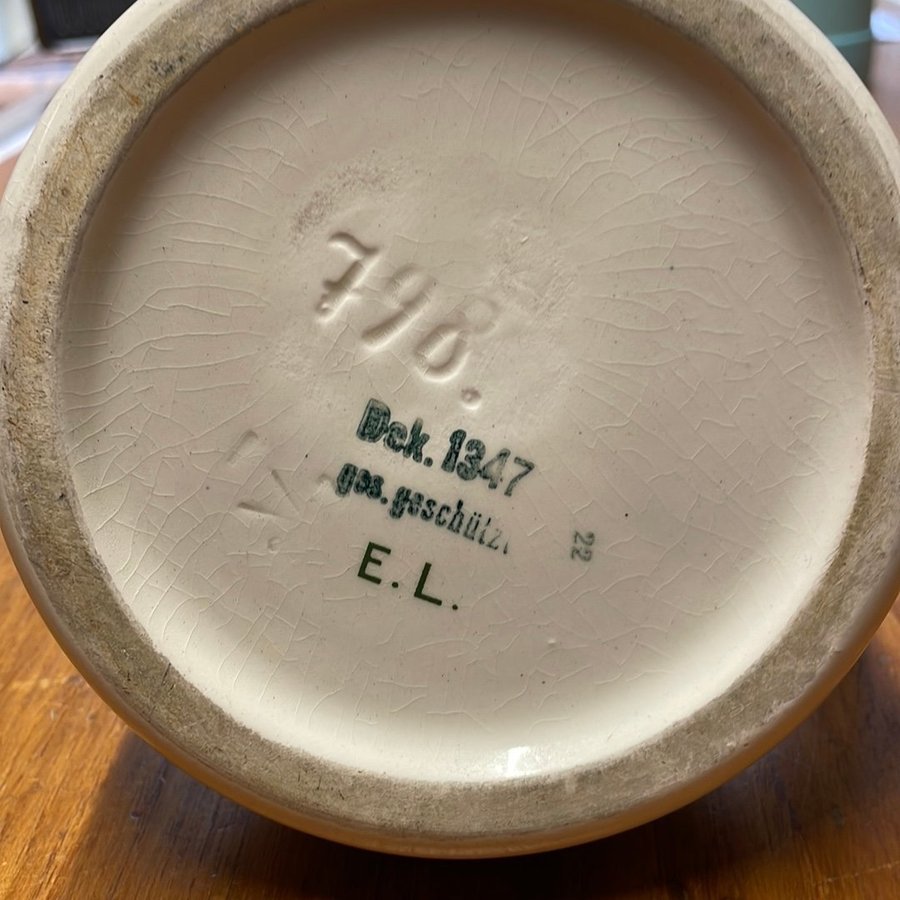 798.
Dek. 1347
ges. geschützt
22
E. L.